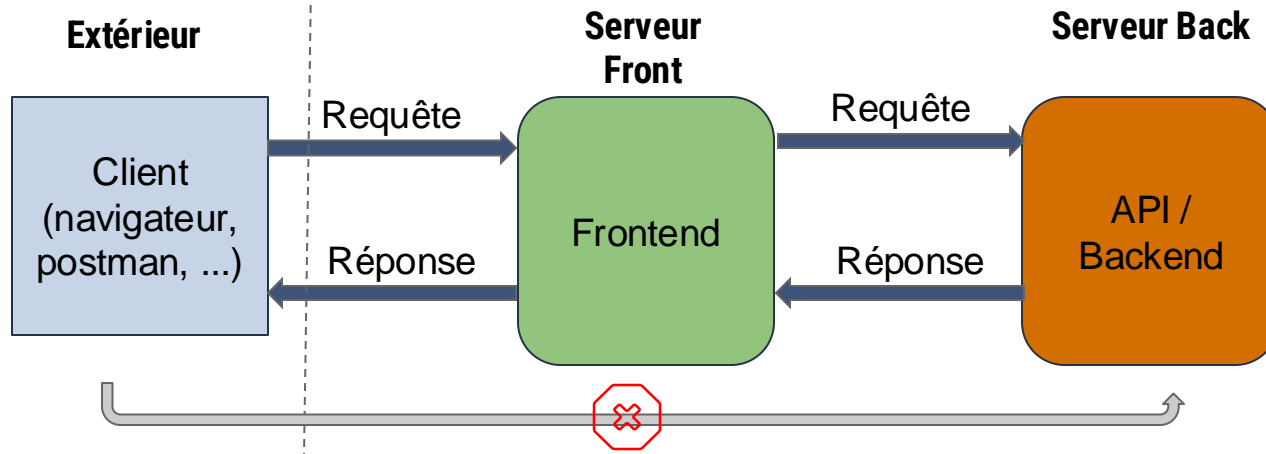 Extérieur
Serveur
Front
Serveur Back
Requête
Requête
Client
(navigateur,
postman, ...)
Frontend
API /
Backend
Réponse
Réponse